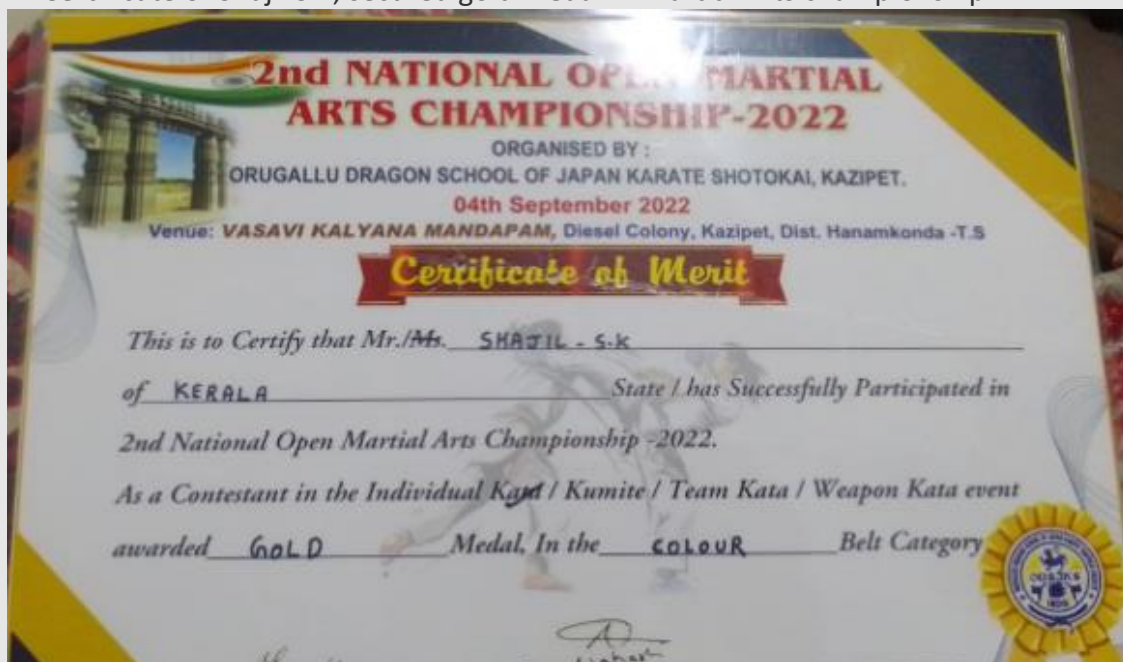 2nd NATIONAL OPEN MARTIAL
ARTS CHAMPIONSHIP-2022
ORGANISED BY :
ORUGALLU DRAGON SCHOOL OF JAPAN KARATE SHOTOKAI, KAZIPET.
04th September 2022
Venue: VASAVI KALYANA MANDAPAM, Diesel Colony, Kazipet, Dist. Hanamkonda -T.S
Certificate of Merit
This is to Certify that Mr./Ms. SHAJIL - S.K
of KERALA State / has Successfully Participated in
2nd National Open Martial Arts Championship -2022.
As a Contestant in the Individual Kata / Kumite / Team Kata / Weapon Kata event
awarded GOLD Medal, In the COLOUR Belt Category